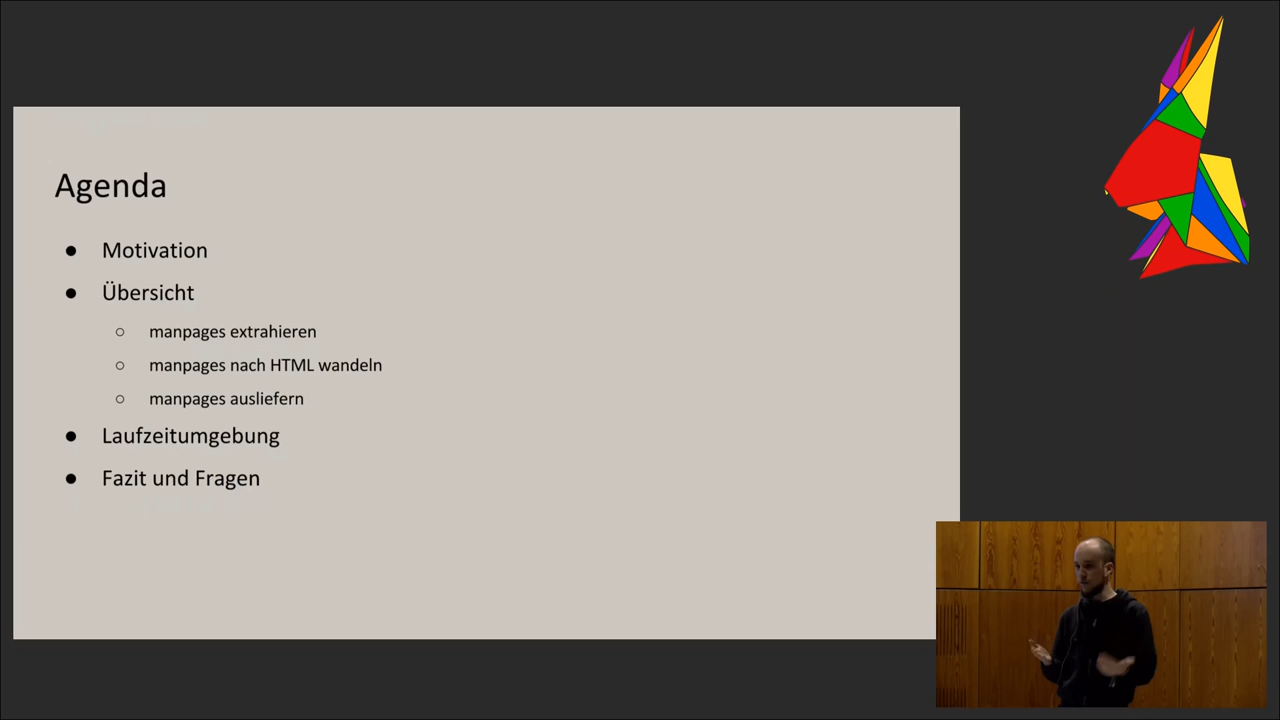 Agenda
● Motivation
● Übersicht
○ manpages extrahieren
○ manpages nach HTML wandeln
○ manpages ausliefern
● Laufzeitumgebung
● Fazit und Fragen